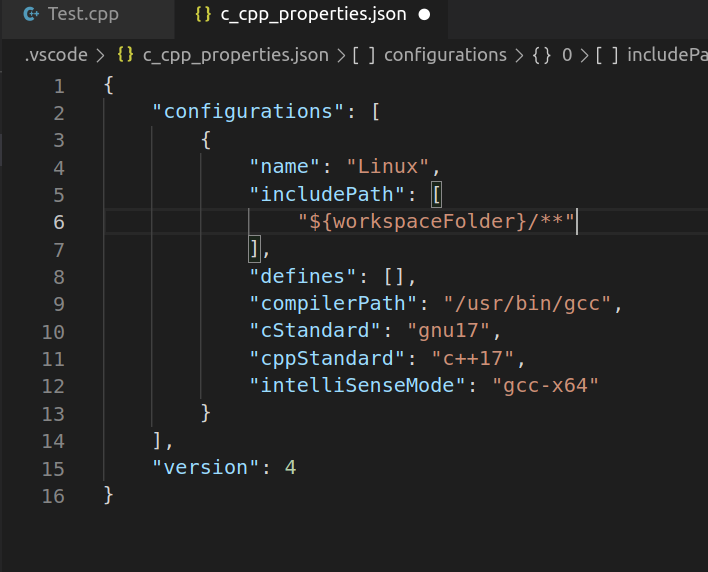 Test.cpp {} c_cpp_properties.json
.vscode > {} c_cpp_properties.json > [ ] configurations > {} 0 > [ ] includePa
1 {
2     "configurations": [
3         {
4             "name": "Linux",
5             "includePath": [
6                 "${workspaceFolder}/**"
7             ],
8             "defines": [],
9             "compilerPath": "/usr/bin/gcc",
10             "cStandard": "gnu17",
11             "cppStandard": "c++17",
12             "intelliSenseMode": "gcc-x64"
13         }
14     ],
15     "version": 4
16 }